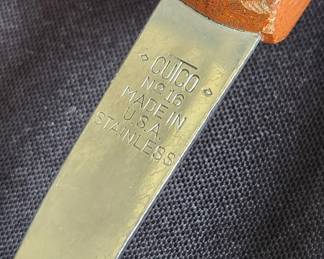 ◇ CUTCO ◇
No 16
MADE IN
U.S.A.
STAINLESS